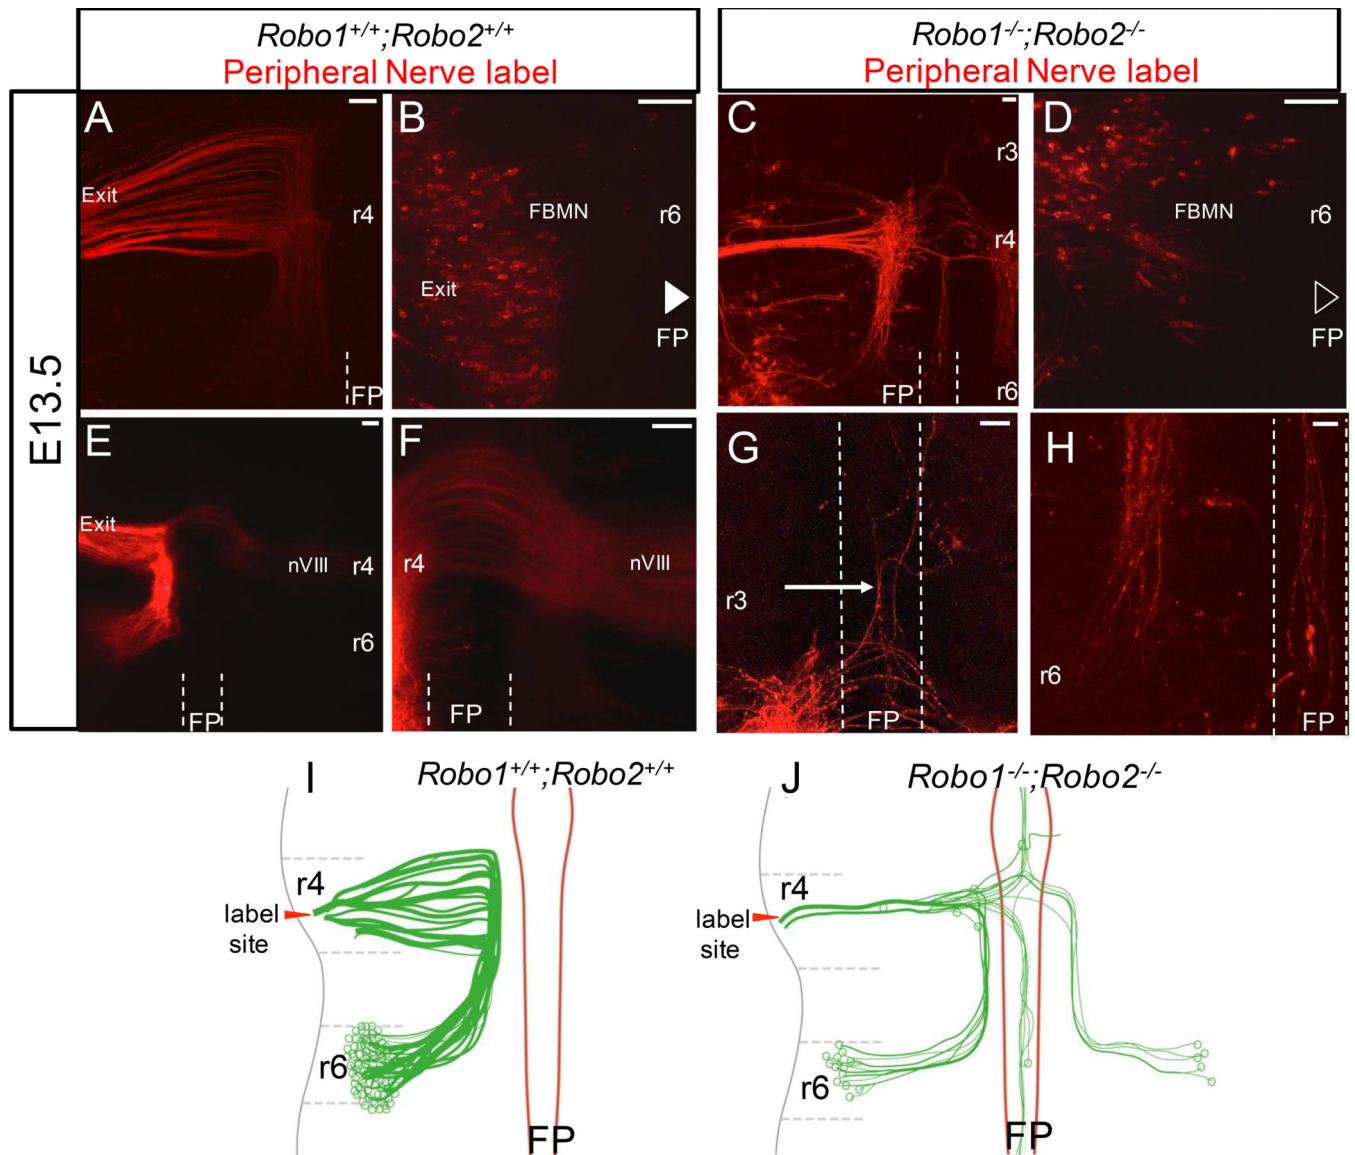 Robo1+/+;Robo2+/+
Peripheral Nerve label
Robo1-/-;Robo2-/-
Peripheral Nerve label
E13.5
A
Exit
r4
FP
B
FBMN
r6
Exit
FP
C
r3
r4
FP
r6
D
FBMN
r6
FP
E
Exit
nVIII
r4
r6
FP
F
r4
nVIII
FP
G
r3
FP
H
r6
FP
I
Robo1+/+;Robo2+/+
r4
label
site
r6
FP
J
Robo1-/-;Robo2-/-
r4
label
site
r6
FP